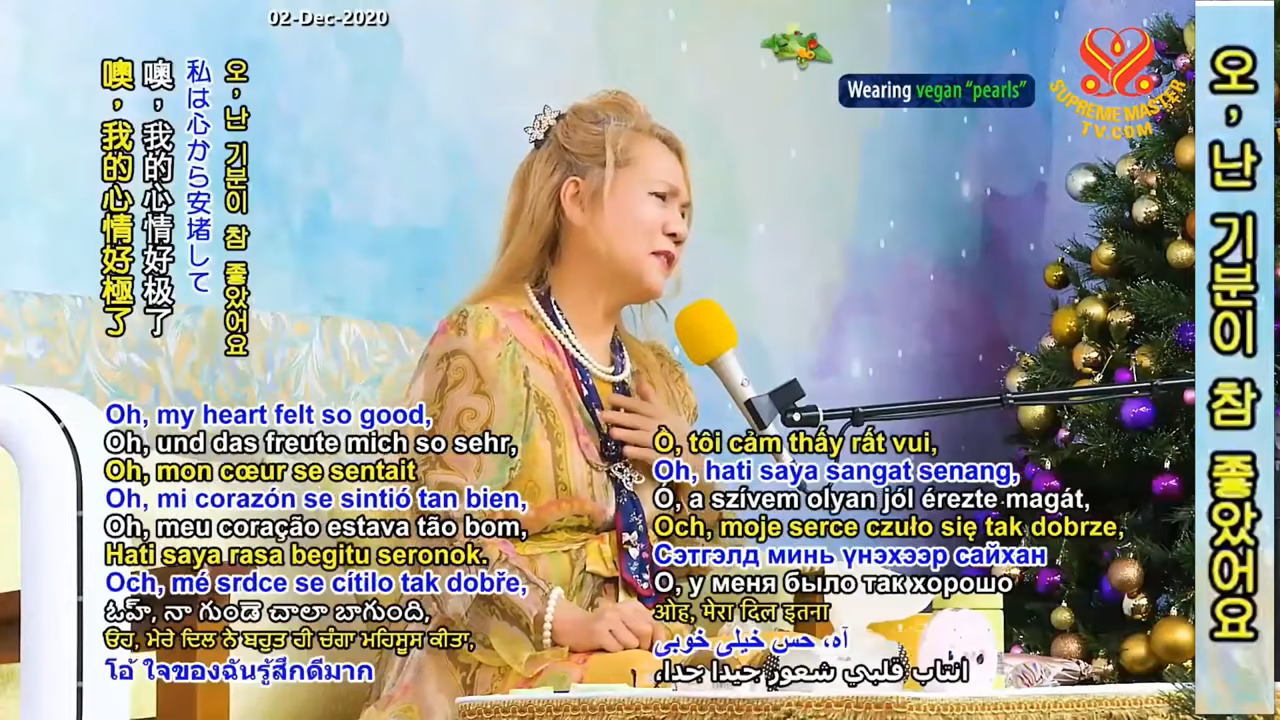 02-Dec-2020
Wearing vegan "pearls"
SUPREME MASTER
TV.COM
오, 난 기분이 참 좋았어요
오, 난 기분이 참 좋았어요
私は心から安堵して
噢，我的心情好极了
噢，我的心情好極了
Oh, my heart felt so good,
Oh, und das freute mich so sehr,
Oh, mon cœur se sentait
Oh, mi corazón se sintió tan bien,
Oh, meu coração estava tão bom,
Hati saya rasa begitu seronok.
Och, mé srdce se cítilo tak dobře,
ఓహ్, నా గుండె చాలా బాగుంది,
ਓਹ, ਮੇਰੇ ਦਿਲ ਨੇ ਬਹੁਤ ਹੀ ਚੰਗਾ ਮਹਿਸੂਸ ਕੀਤਾ,
โอ้ ใจของฉันรู้สึกดีมาก
Ồ, tôi cảm thấy rất vui,
Oh, hati saya sangat senang,
Ó, a szívem olyan jól érezte magát,
Och, moje serce czuło się tak dobrze,
Сэтгэлд минь үнэхээр сайхан
О, у меня было так хорошо
ओह, मेरा दिल इतना
آه، حس خیلی خوبی
انتاب قلبي شعور جيدا جدا،